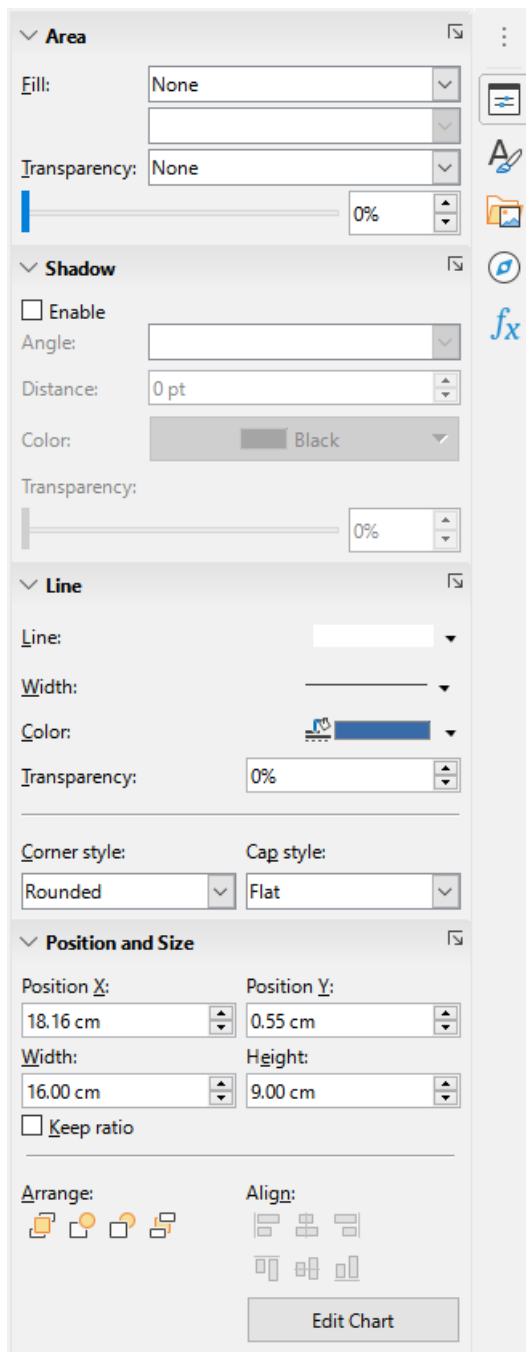 Area
Fill: None
Transparency: None
0%
Shadow
Enable
Angle:
Distance: 0 pt
Color: Black
Transparency:
0%
Line
Line:
Width:
Color:
Transparency: 0%
Corner style: Cap style:
Rounded Flat
Position and Size
Position X: Position Y:
18.16 cm 0.55 cm
Width: Height:
16.00 cm 9.00 cm
Keep ratio
Arrange: Align:
Edit Chart